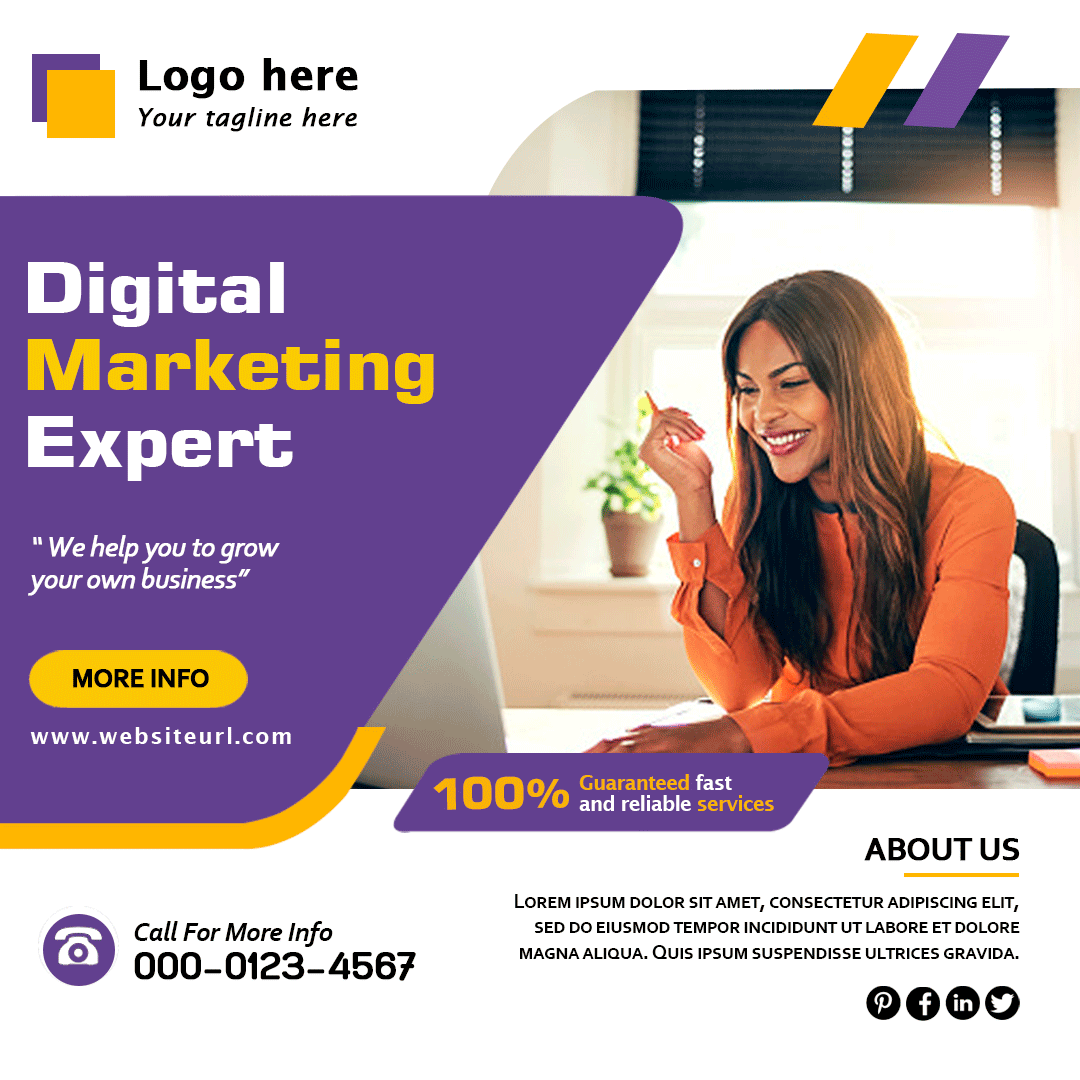 Logo here
Your tagline here
Digital
Marketing
Expert
“ We help you to grow
your own business”
MORE INFO
www.websiteurl.com
100%
Guaranteed fast
and reliable services
ABOUT US
Lorem ipsum dolor sit amet, consectetur adipiscing elit,
sed do eiusmod tempor incididunt ut labore et dolore
magna aliqua. Quis ipsum suspendisse ultrices gravida.
Call For More Info
000-0123-4567